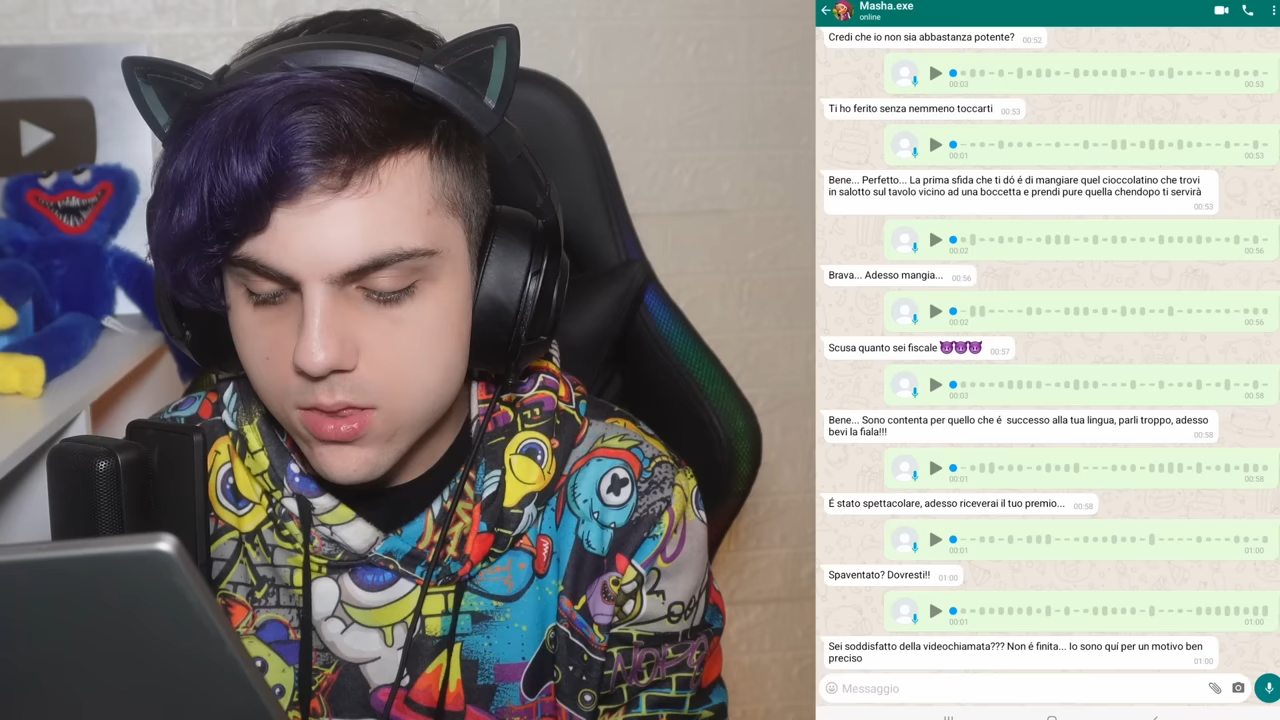 Masha.exe
online
Credi che io non sia abbastanza potente? 00:52
00:03 00:53
Ti ho ferito senza nemmeno toccarti 00:53
00:01 00:53
Bene... Perfetto... La prima sfida che ti dó é di mangiare quel cioccolatino che trovi
in salotto sul tavolo vicino ad una boccetta e prendi pure quella chendopo ti servirà
00:53
00:02 00:56
Brava... Adesso mangia... 00:56
00:02 00:56
Scusa quanto sei fiscale 😈😈😈 00:57
00:03 00:58
Bene... Sono contenta per quello che é successo alla tua lingua, parli troppo, adesso
bevi la fiala!!! 00:58
00:01 00:58
É stato spettacolare, adesso riceverai il tuo premio... 00:58
00:01 01:00
Spaventato? Dovresti!! 01:00
00:01 01:00
Sei soddisfatto della videochiamata??? Non é finita... Io sono quí per un motivo ben
preciso 01:00
Messaggio